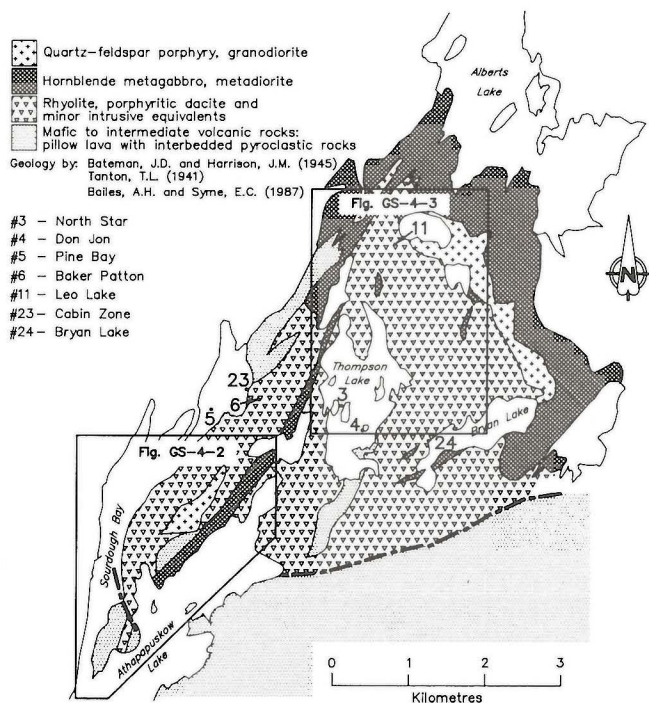 Quartz-feldspar porphyry, granodiorite
Hornblende metagabbro, metadiorite
Rhyolite, porphyritic dacite and
minor intrusive equivalents
Mafic to intermediate volcanic rocks:
pillow lava with interbedded pyroclastic rocks
Geology by: Bateman, J.D. and Harrison, J.M. (1945)
Tanton, T.L. (1941)
Bailes, A.H. and Syme, E.C. (1987)
#3 - North Star
#4 - Don Jon
#5 - Pine Bay
#6 - Baker Patton
#11 - Leo Lake
#23 - Cabin Zone
#24 - Bryan Lake
Alberts
Lake
Fig. GS-4-3
11
N
Thompson
Lake
23
3
6
5
4
Bryan Lake
24
Fig. GS-4-2
Sourdough Bay
Athapapuskow
Lake
0 1 2 3
Kilometres